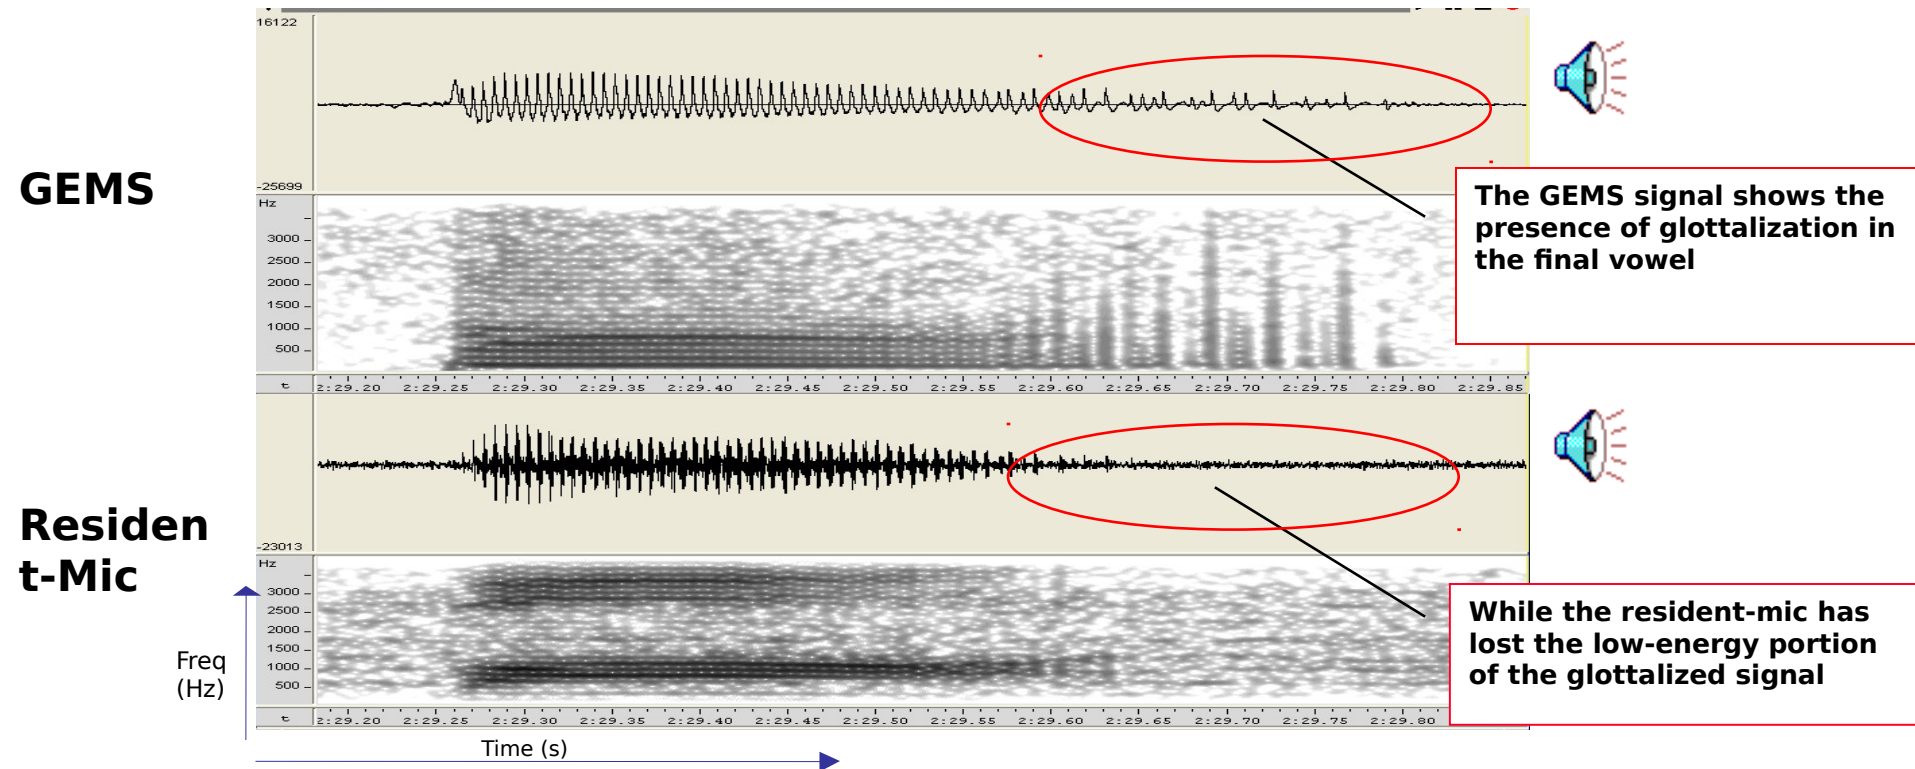 16122
-25699
GEMS
Hz
3000
2500
2000
1500
1000
500
The GEMS signal shows the
presence of glottalization in
the final vowel
t 2:29.20 2:29.25 2:29.30 2:29.35 2:29.40 2:29.45 2:29.50 2:29.55 2:29.60 2:29.65 2:29.70 2:29.75 2:29.80 2:29.85
-23013
Residen
t-Mic
Hz
3000
2500
2000
1500
1000
500
Freq
(Hz)
While the resident-mic has
lost the low-energy portion
of the glottalized signal
t 2:29.20 2:29.25 2:29.30 2:29.35 2:29.40 2:29.45 2:29.50 2:29.55 2:29.60 2:29.65 2:29.70 2:29.75 2:29.80
Time (s)